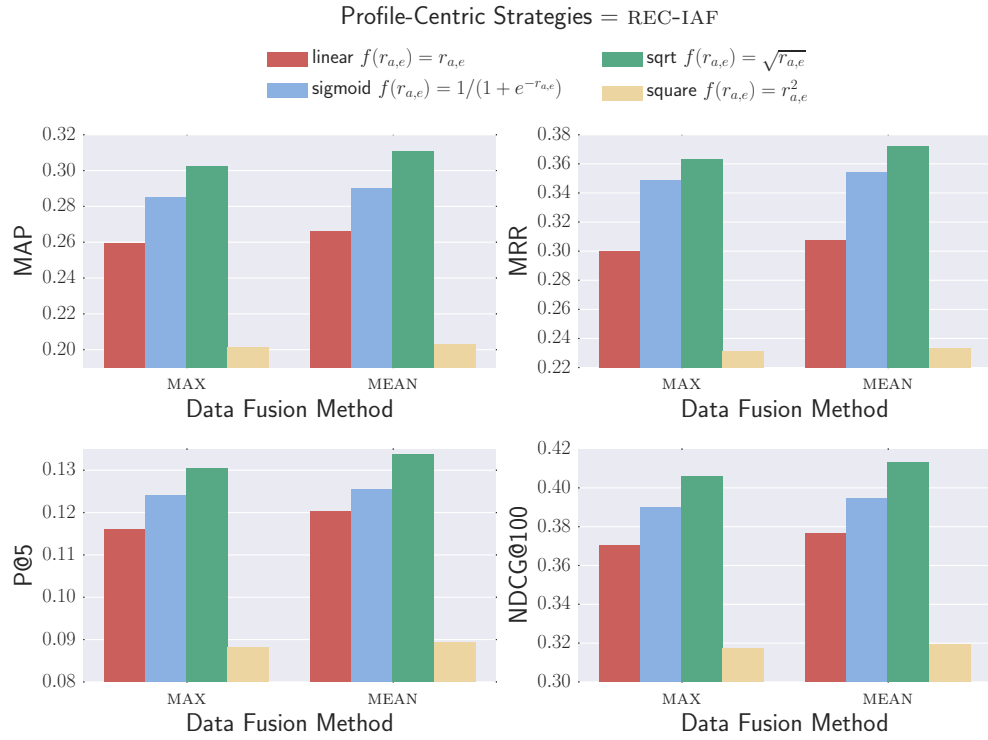 Profile-Centric Strategies = REC-IAF
linear f(r_{a,e}) = r_{a,e}
sqrt f(r_{a,e}) = √r_{a,e}
sigmoid f(r_{a,e}) = 1/(1 + e^{−r_{a,e}})
square f(r_{a,e}) = r²_{a,e}
MAP
0.32
0.30
0.28
0.26
0.24
0.22
0.20
MAX MEAN
Data Fusion Method
MRR
0.38
0.36
0.34
0.32
0.30
0.28
0.26
0.24
0.22
MAX MEAN
Data Fusion Method
P@5
0.13
0.12
0.11
0.10
0.09
0.08
MAX MEAN
Data Fusion Method
NDCG@100
0.42
0.40
0.38
0.36
0.34
0.32
0.30
MAX MEAN
Data Fusion Method